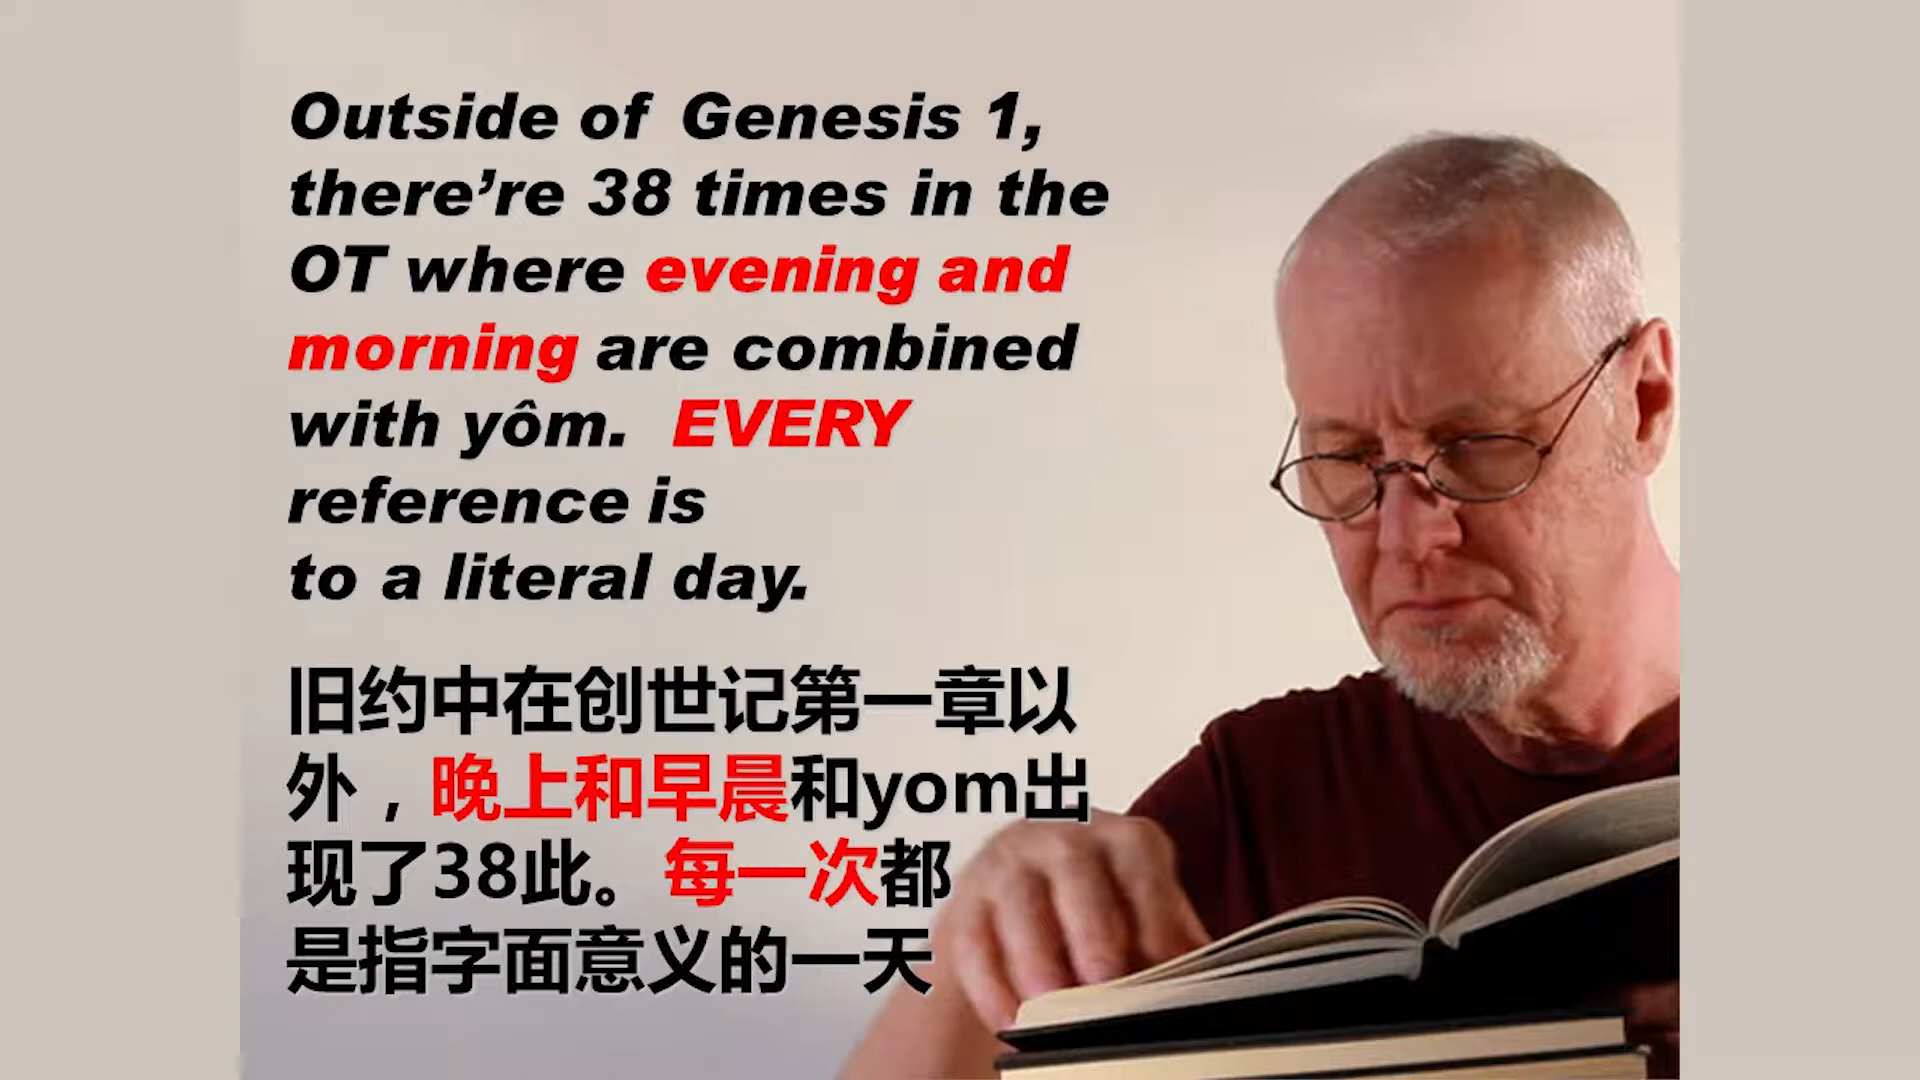 Outside of Genesis 1,
there’re 38 times in the
OT where evening and
morning are combined
with yôm. EVERY
reference is
to a literal day.
旧约中在创世记第一章以
外，晚上和早晨和yom出
现了38此。每一次都
是指字面意义的一天